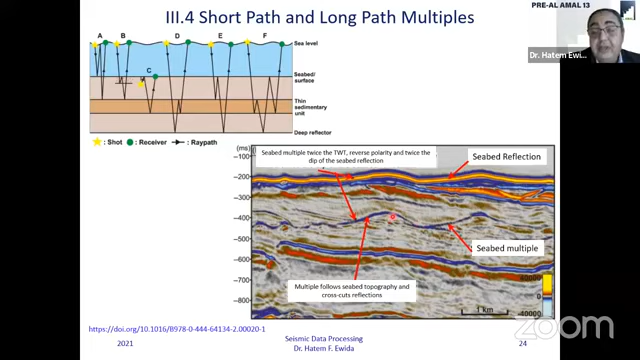 III.4 Short Path and Long Path Multiples
PRE-AL AMAL 13
Dr. Hatem Ewi...
A B C D E F
Sea level
Seabed/
surface
Thin
sedimentary
unit
Deep reflector
: Shot : Receiver : Raypath
(ms)
Seabed multiple twice the TWT, reverse polarity and twice the
dip of the seabed reflection
Seabed Reflection
−100
−200
−300
−400
−500
−600
−700
−800
Seabed multiple
Multiple follows seabed topography and
cross-cuts reflections
1 km
40000
0
-40000
zoom
https://doi.org/10.1016/B978-0-444-64134-2.00020-1
2021
Seismic Data Processing
Dr. Hatem F. Ewida
24